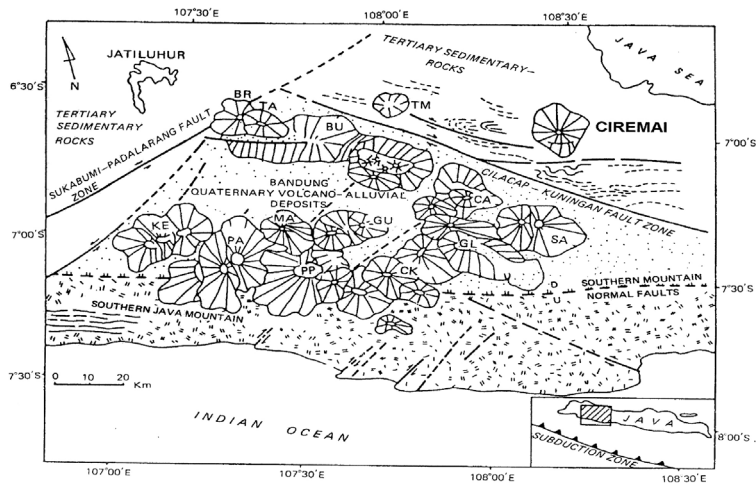 107°30'E
108°00'E
108°30'E
JATILUHUR
N
TERTIARY SEDIMENTARY-
ROCKS
JAVA SEA
6°30'S
BR
TA
TM
CIREMAI
TERTIARY
SEDIMENTARY
ROCKS
BU
7°00'S
SUKABUMI-PADALARANG FAULT
ZONE
CILACAP-KUNINGAN FAULT ZONE
BANDUNG
QUATERNARY VOLCANO-ALLUVIAL
DEPOSITS
CA
MA
GU
KE
7°00'S
PA
GL
SA
PP
CK
U
D
D
U
SOUTHERN MOUNTAIN
NORMAL FAULTS
7°30'S
SOUTHERN JAVA MOUNTAIN
7°30'S
0 10 20
Km
INDIAN OCEAN
JAVA
SUBDUCTION ZONE
8°00'S
107°00'E
107°30'E
108°00'E
108°30'E